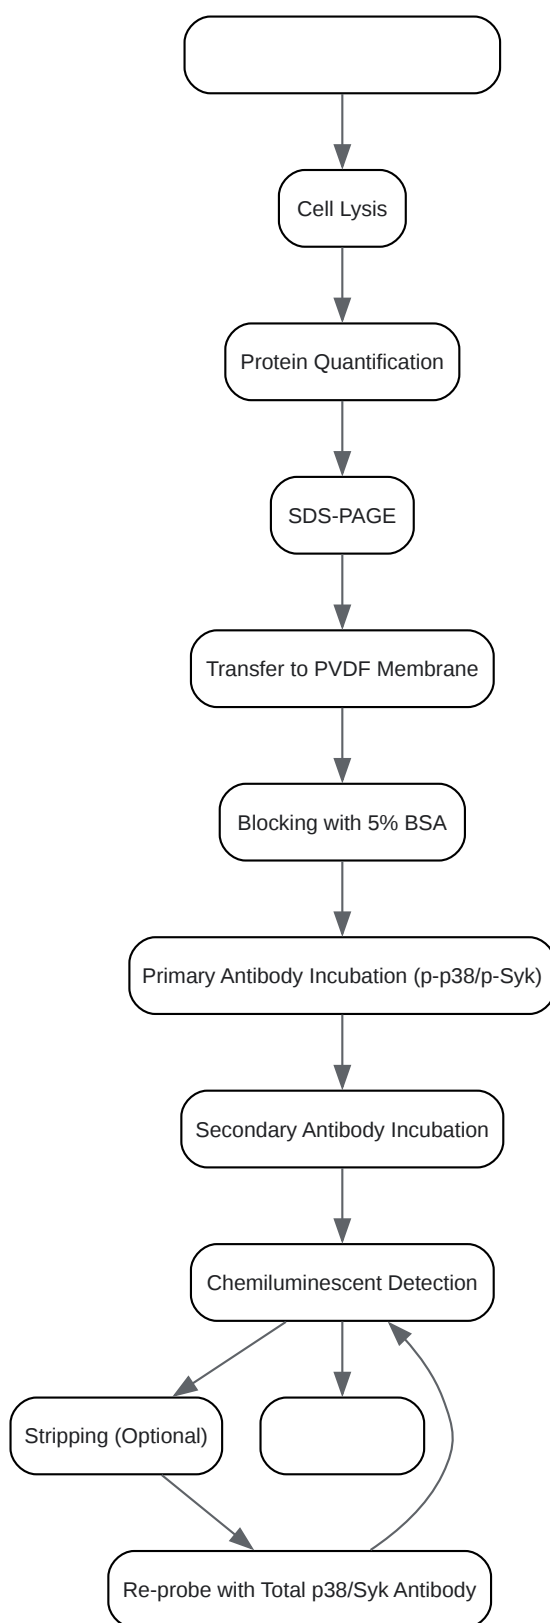 Cell Lysis
Protein Quantification
SDS-PAGE
Transfer to PVDF Membrane
Blocking with 5% BSA
Primary Antibody Incubation (p-p38/p-Syk)
Secondary Antibody Incubation
Chemiluminescent Detection
Stripping (Optional)
Re-probe with Total p38/Syk Antibody